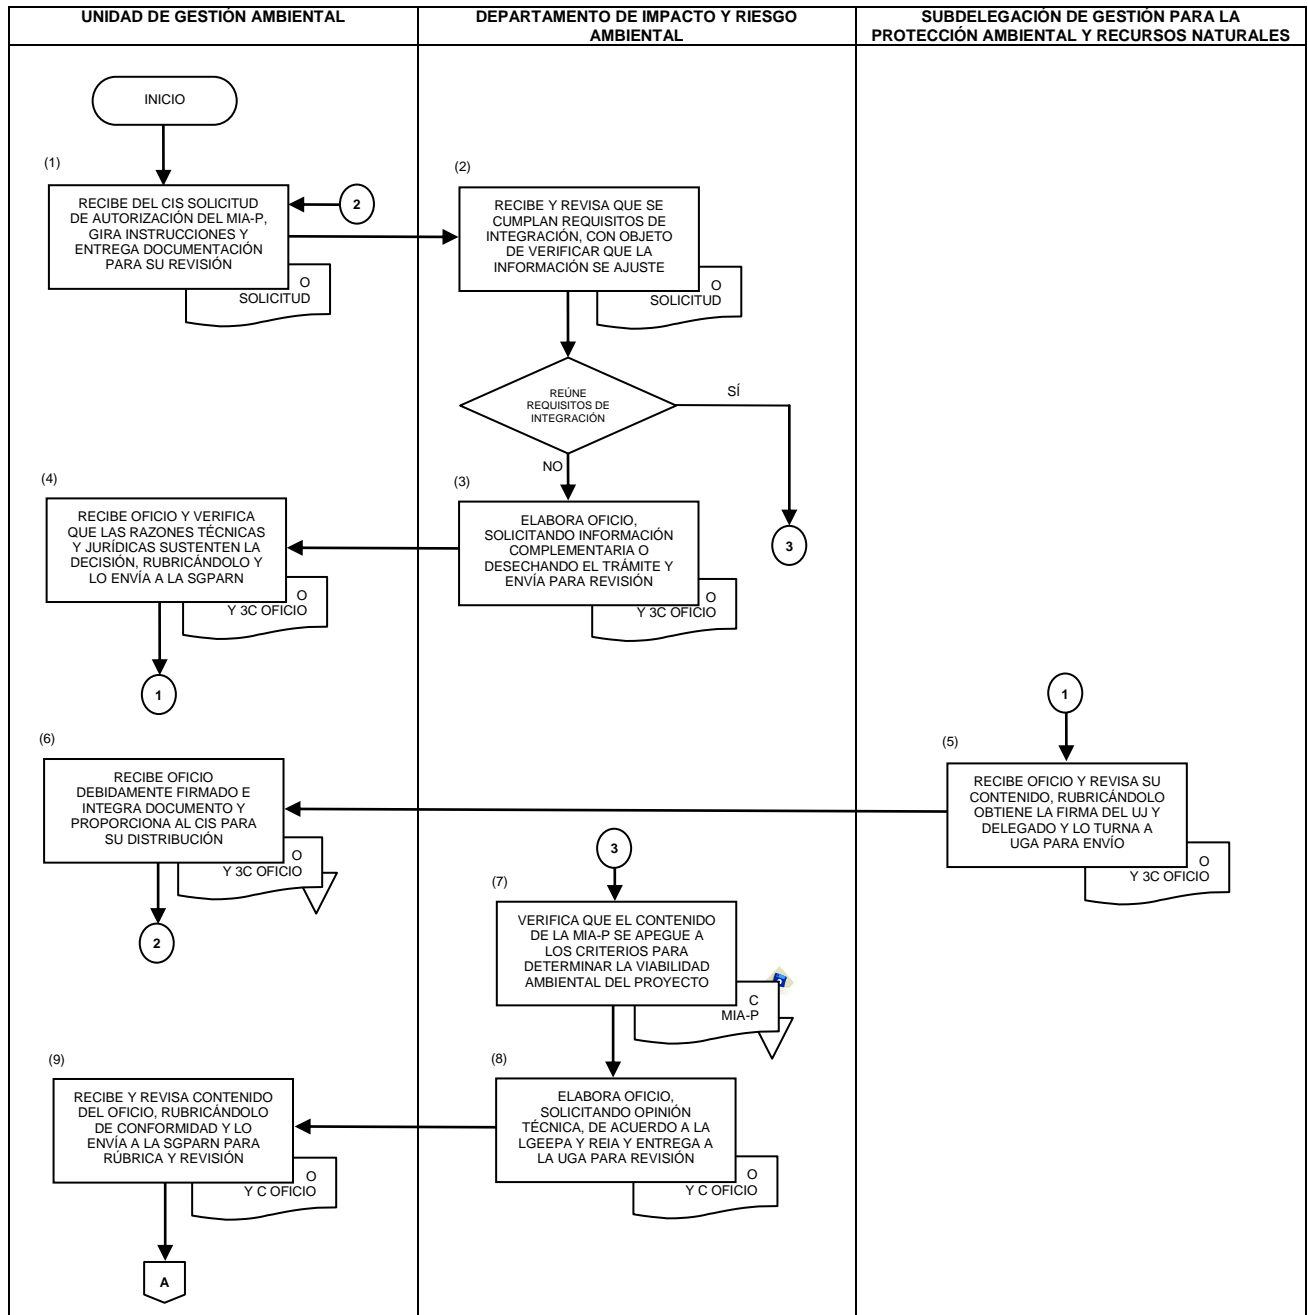 UNIDAD DE GESTIÓN AMBIENTAL
DEPARTAMENTO DE IMPACTO Y RIESGO
AMBIENTAL
SUBDELEGACIÓN DE GESTIÓN PARA LA
PROTECCIÓN AMBIENTAL Y RECURSOS NATURALES
INICIO
(1)
RECIBE DEL CIS SOLICITUD
DE AUTORIZACIÓN DEL MIA-P,
GIRA INSTRUCCIONES Y
ENTREGA DOCUMENTACIÓN
PARA SU REVISIÓN
O
SOLICITUD
2
(2)
RECIBE Y REVISA QUE SE
CUMPLAN REQUISITOS DE
INTEGRACIÓN, CON OBJETO
DE VERIFICAR QUE LA
INFORMACIÓN SE AJUSTE
O
SOLICITUD
REÚNE
REQUISITOS DE
INTEGRACIÓN
SÍ
NO
3
(3)
ELABORA OFICIO,
SOLICITANDO INFORMACIÓN
COMPLEMENTARIA O
DESECHANDO EL TRÁMITE Y
ENVÍA PARA REVISIÓN
O
Y 3C OFICIO
(4)
RECIBE OFICIO Y VERIFICA
QUE LAS RAZONES TÉCNICAS
Y JURÍDICAS SUSTENTEN LA
DECISIÓN, RUBRICÁNDOLO Y
LO ENVÍA A LA SGPARN
O
Y 3C OFICIO
1
1
(5)
RECIBE OFICIO Y REVISA SU
CONTENIDO, RUBRICÁNDOLO
OBTIENE LA FIRMA DEL UJ Y
DELEGADO Y LO TURNA A
UGA PARA ENVÍO
O
Y 3C OFICIO
(6)
RECIBE OFICIO
DEBIDAMENTE FIRMADO E
INTEGRA DOCUMENTO Y
PROPORCIONA AL CIS PARA
SU DISTRIBUCIÓN
O
Y 3C OFICIO
2
3
(7)
VERIFICA QUE EL CONTENIDO
DE LA MIA-P SE APEGUE A
LOS CRITERIOS PARA
DETERMINAR LA VIABILIDAD
AMBIENTAL DEL PROYECTO
C
MIA-P
(8)
ELABORA OFICIO,
SOLICITANDO OPINIÓN
TÉCNICA, DE ACUERDO A LA
LGEEPA Y REIA Y ENTREGA A
LA UGA PARA REVISIÓN
O
Y C OFICIO
(9)
RECIBE Y REVISA CONTENIDO
DEL OFICIO, RUBRICÁNDOLO
DE CONFORMIDAD Y LO
ENVÍA A LA SGPARN PARA
RÚBRICA Y REVISIÓN
O
Y C OFICIO
A